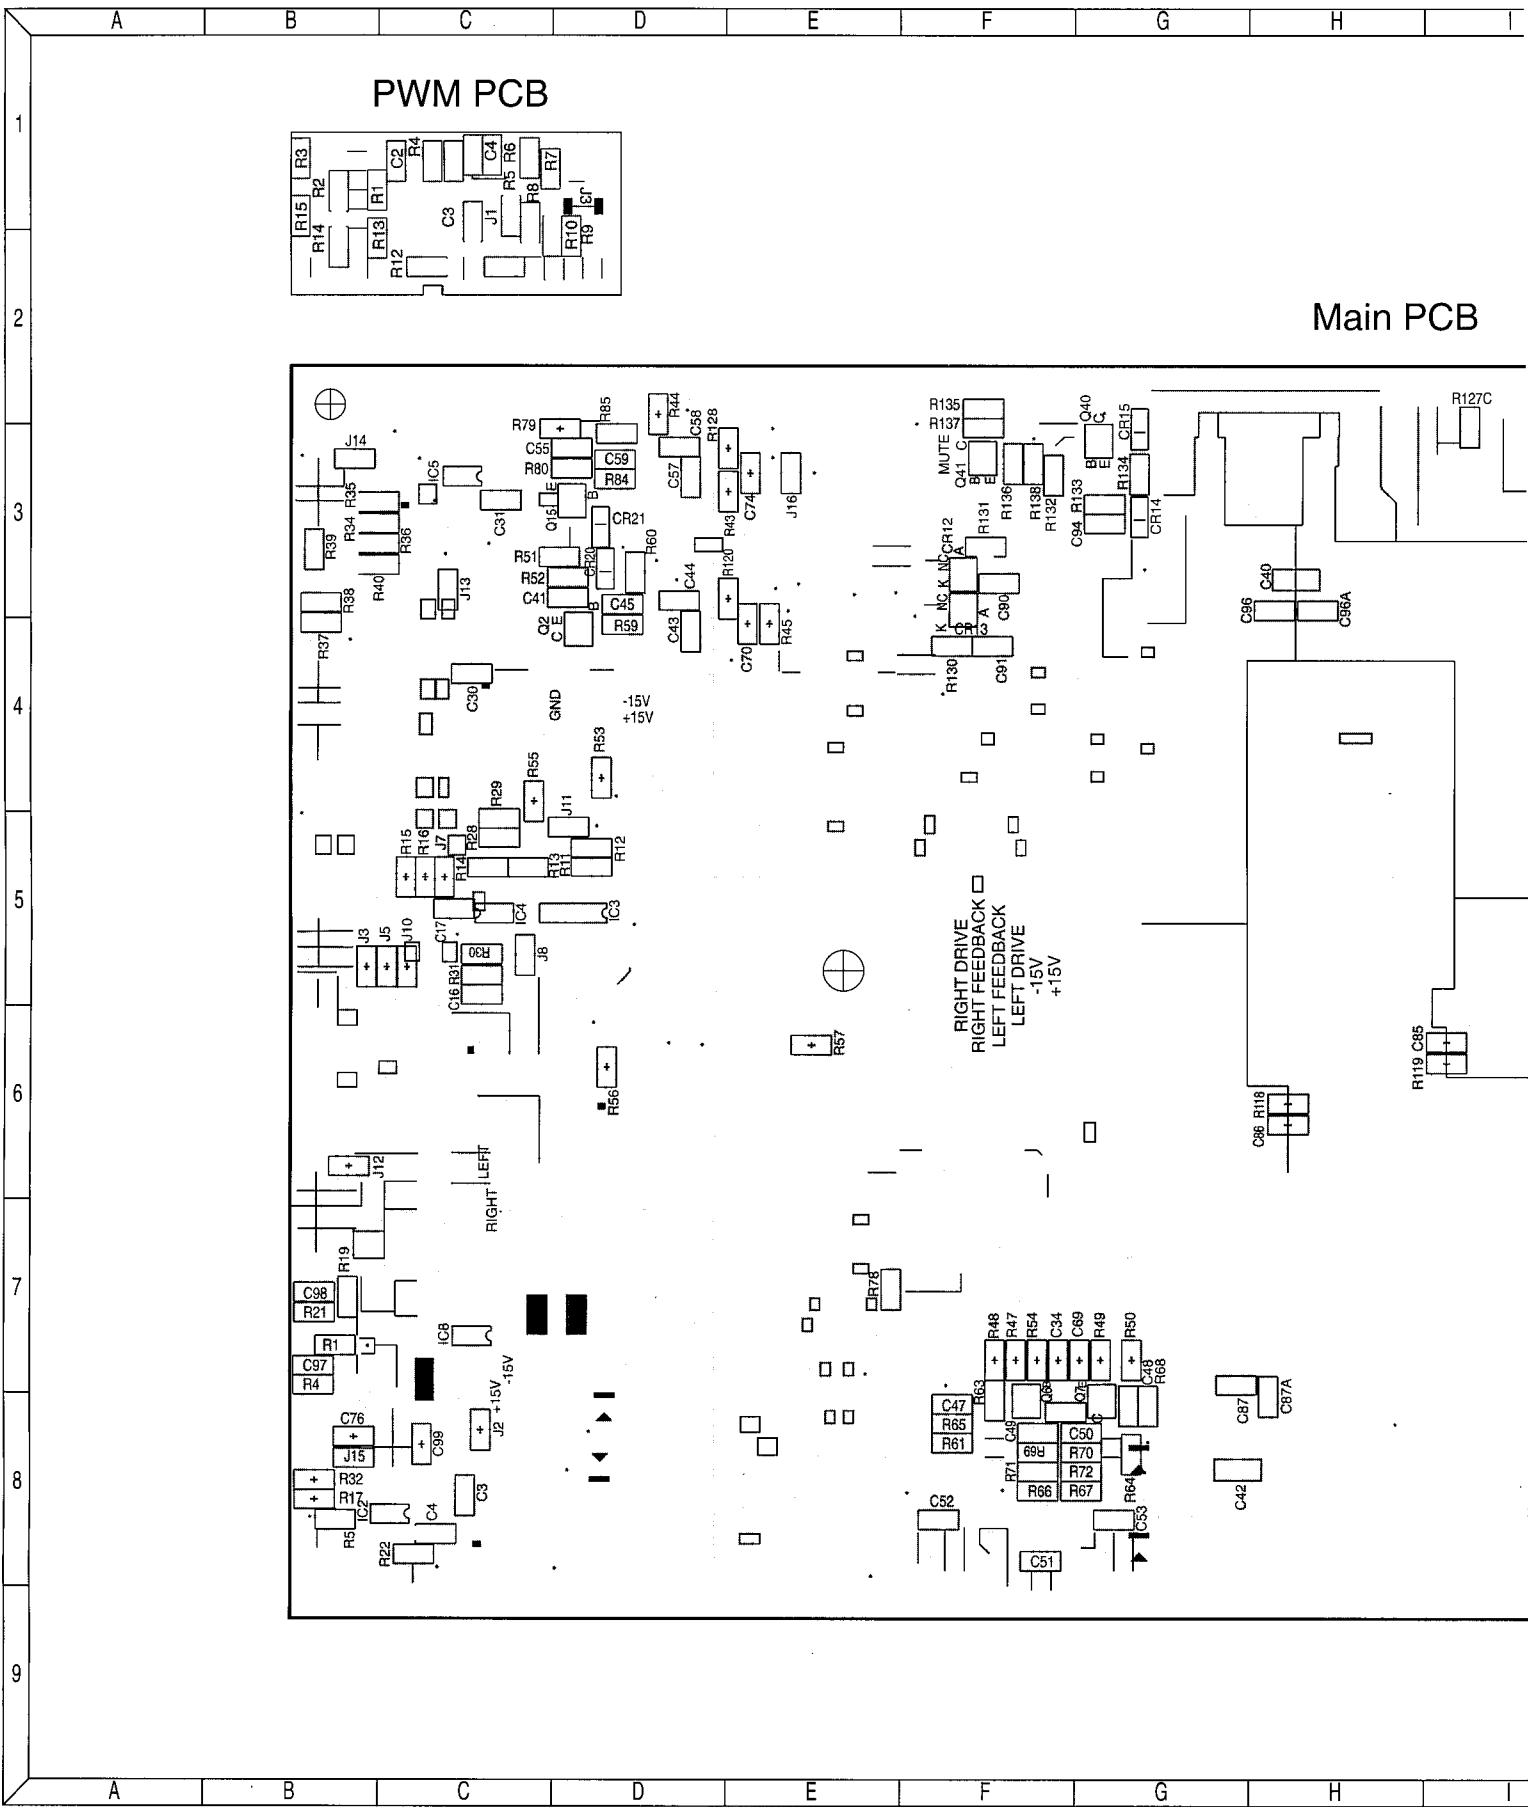 A B C D E F G H I
PWM PCB
1
R3 R2 R1 C2 R4 C4 R6 R5 R7 R8 J3
R15 R14 R13 R12 C3 J1 R10 R9
2
Main PCB
R79 R85 R44 C58 R128 R135 Q40 C CR15 R127C
R137
J14 C55 C59 MUTE C
IC5 R80 R84 C57 Q41 B E B E R134
3
R35 Q15 E B C74 J16 R136 R138 R132 R133
R34 R36 C31 CR21 R43 R131 C94 CR14
R39 R51 CR20 R60 R120 CR12 A NC K
R40 J13 R52 C44 C90 C40
R38 C41 B C45 NC A C96 C96A
R37 Q2 C E R59 C43 C70 R45 K
R130 C91
4
C30 GND -15V
+15V
R53
R55 R29 J11
R15 R16 J7 R28 R14 R13 R11 R12
5
J3 J5 J10 C17 IC4 IC3
R30 J8
R31
C16
RIGHT DRIVE
RIGHT FEEDBACK
LEFT FEEDBACK
LEFT DRIVE
-15V
+15V
R57 R119 C85
6
R56 C86 R118
J12 LEFT
RIGHT
7
R19
C98
R21 R78
R1 IC8 R48 R47 R54 C34 C69 R49 R50
C97
R4 -15V
+15V R63 Q7 C48 R68
C76 C99 J2 C47 C49 C50 C87 C87A
J15 R65 R69 R70
R61
8
R32 C3 R71 R72 R64 C42
R17 R66 R67
R5 IC2 C4 C52 C53
R22 C51
9
A B C D E F G H I